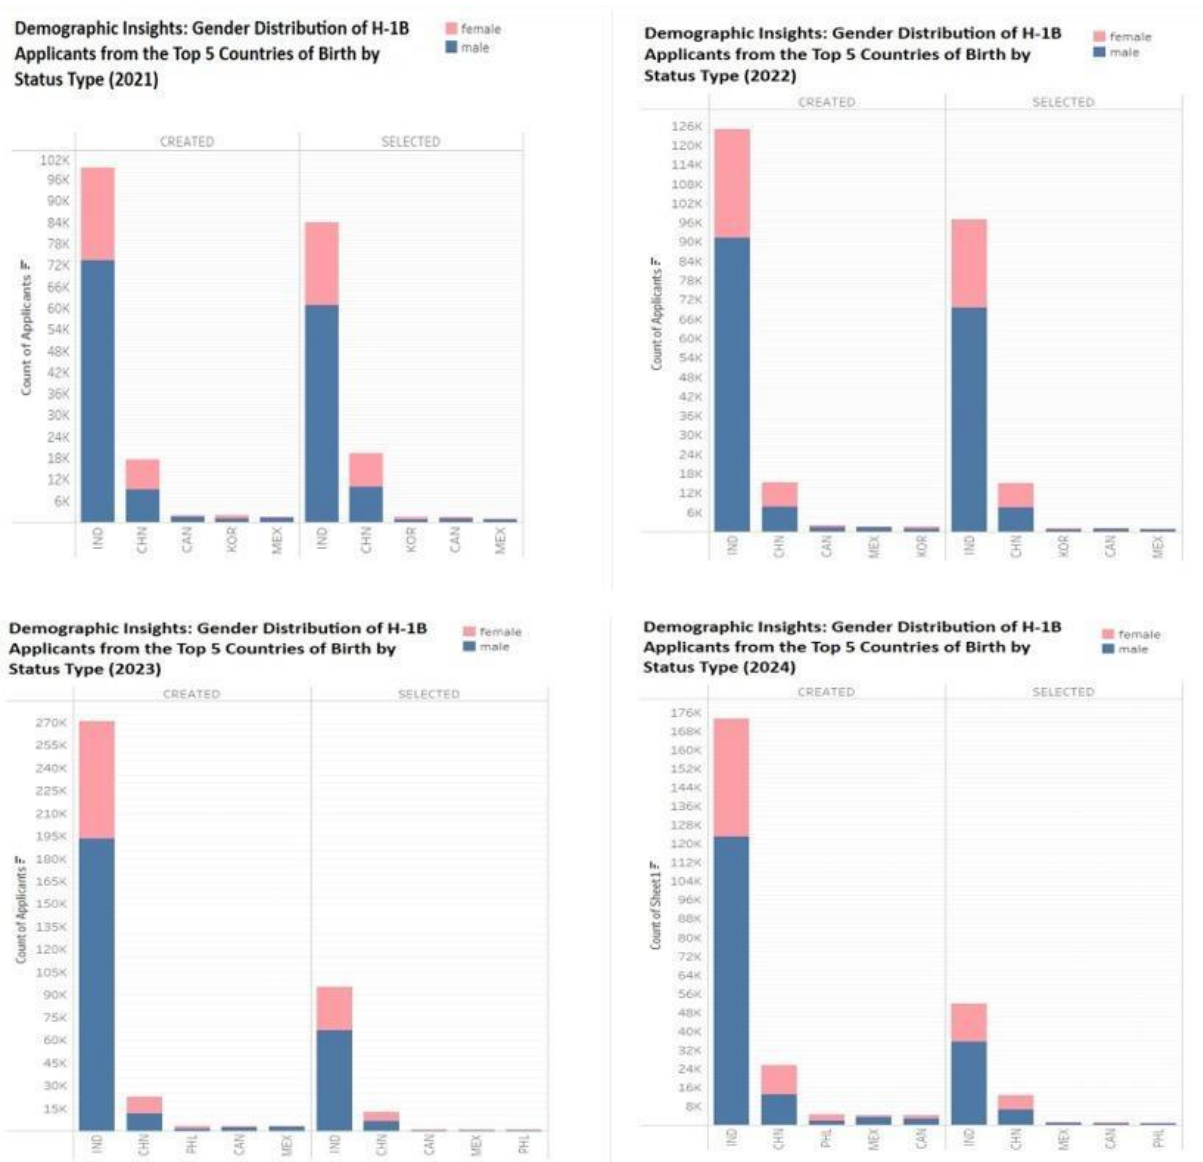 Demographic Insights: Gender Distribution of H-1B
Applicants from the Top 5 Countries of Birth by
Status Type (2021)
female
male
CREATED
SELECTED
102K
96K
90K
84K
78K
72K
66K
60K
54K
48K
42K
36K
30K
24K
18K
12K
6K
Count of Applicants
IND
CHN
CAN
KOR
MEX
IND
CHN
KOR
CAN
MEX
Demographic Insights: Gender Distribution of H-1B
Applicants from the Top 5 Countries of Birth by
Status Type (2022)
female
male
CREATED
SELECTED
126K
120K
114K
108K
102K
96K
90K
84K
78K
72K
66K
60K
54K
48K
42K
36K
30K
24K
18K
12K
6K
Count of Applicants
IND
CHN
CAN
MEX
KOR
IND
CHN
KOR
CAN
MEX
Demographic Insights: Gender Distribution of H-1B
Applicants from the Top 5 Countries of Birth by
Status Type (2023)
female
male
CREATED
SELECTED
270K
255K
240K
225K
210K
195K
180K
165K
150K
135K
120K
105K
90K
75K
60K
45K
30K
15K
Count of Applicants
IND
CHN
PHL
CAN
MEX
IND
CHN
CAN
MEX
PHL
Demographic Insights: Gender Distribution of H-1B
Applicants from the Top 5 Countries of Birth by
Status Type (2024)
female
male
CREATED
SELECTED
176K
168K
160K
152K
144K
136K
128K
120K
112K
104K
96K
88K
80K
72K
64K
56K
48K
40K
32K
24K
16K
8K
Count of Sheet1
IND
CHN
PHL
MEX
CAN
IND
CHN
MEX
CAN
PHL